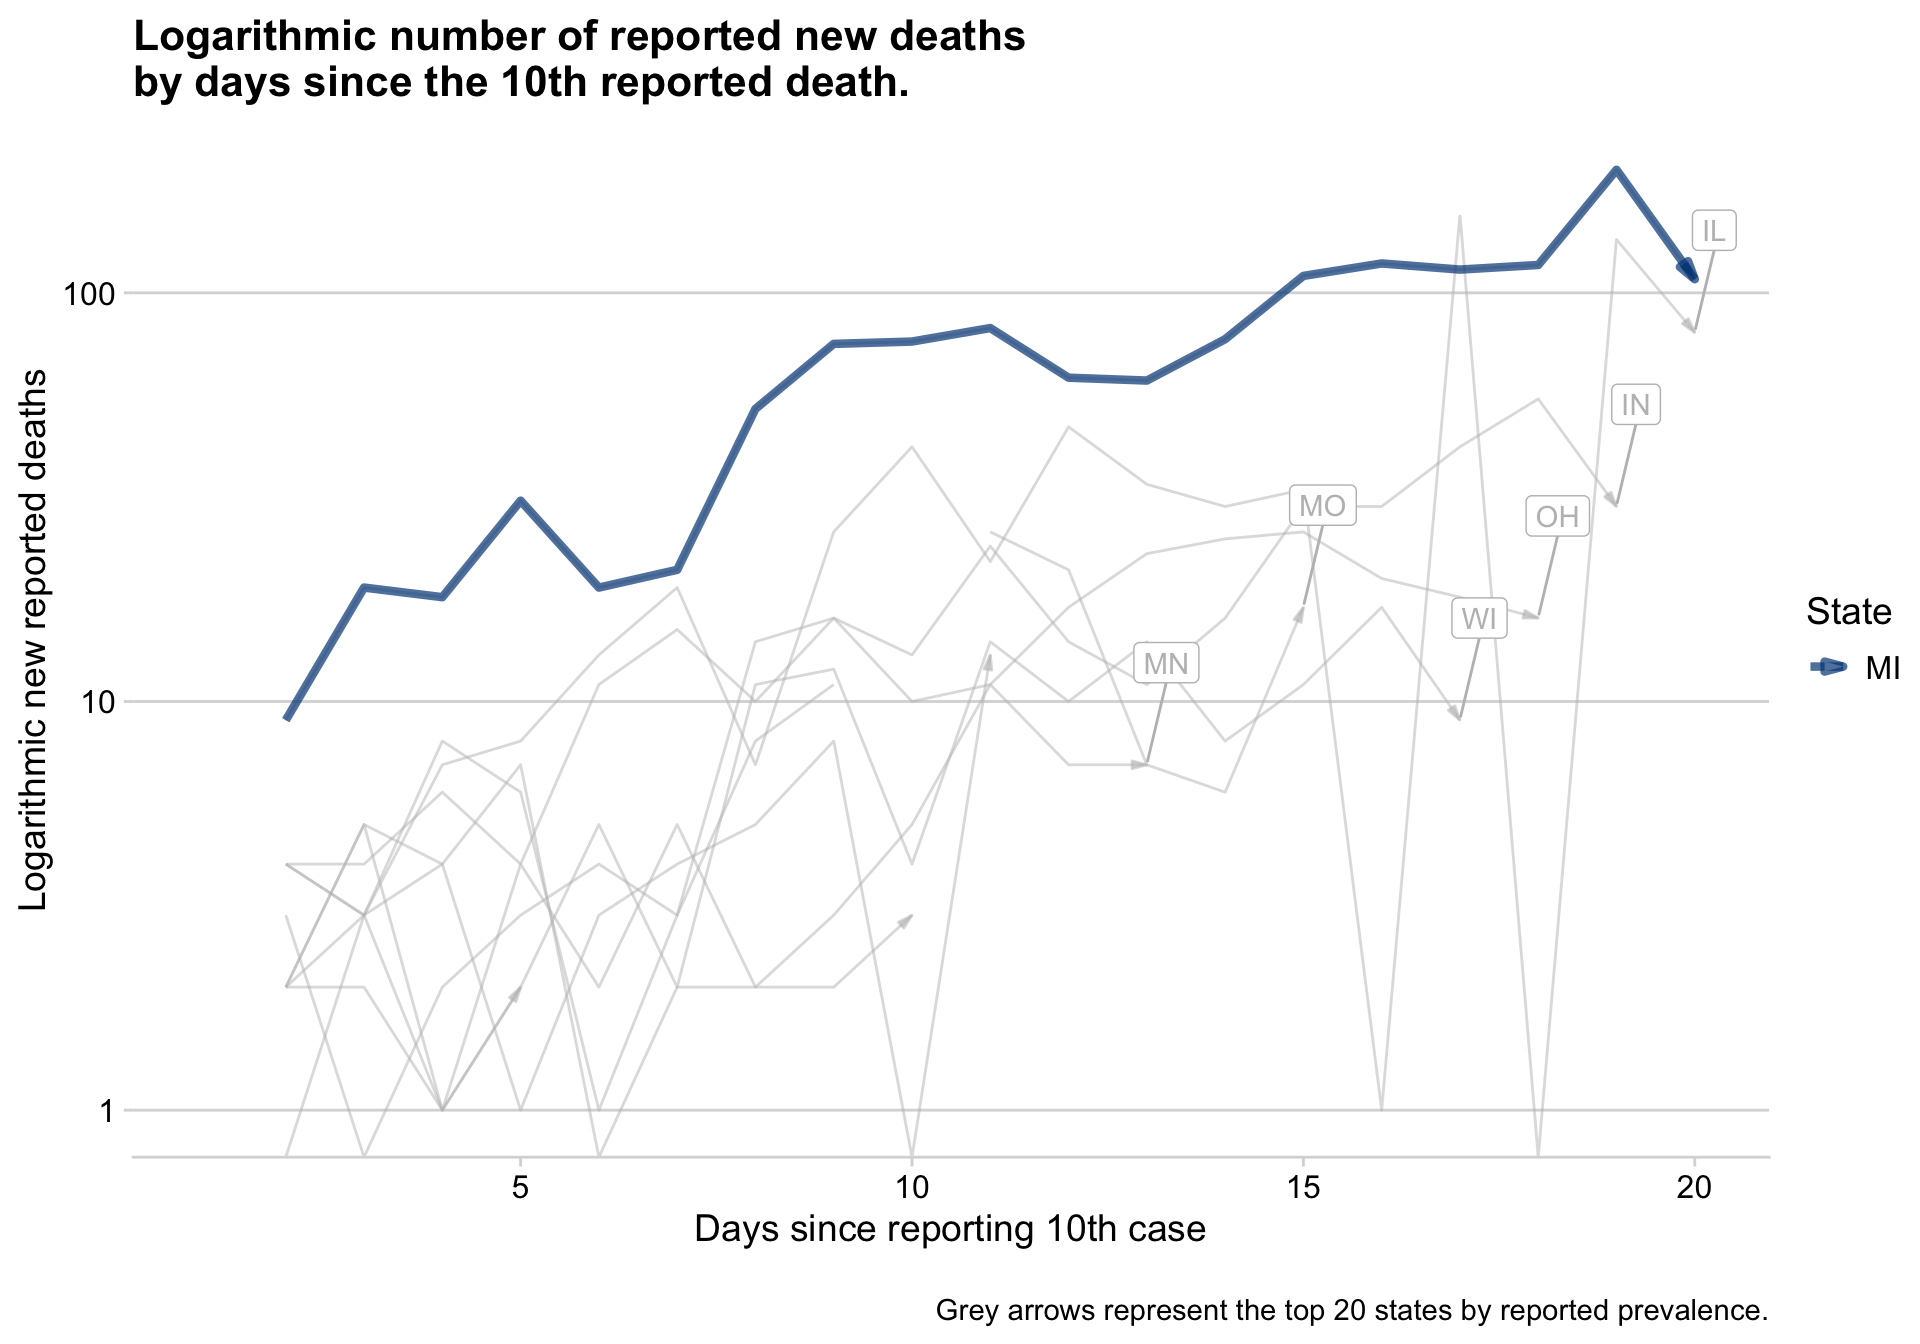 Logarithmic number of reported new deaths
by days since the 10th reported death.
Logarithmic new reported deaths
100
10
1
IL
IN
MO
OH
WI
MN
State
MI
5
10
15
20
Days since reporting 10th case
Grey arrows represent the top 20 states by reported prevalence.